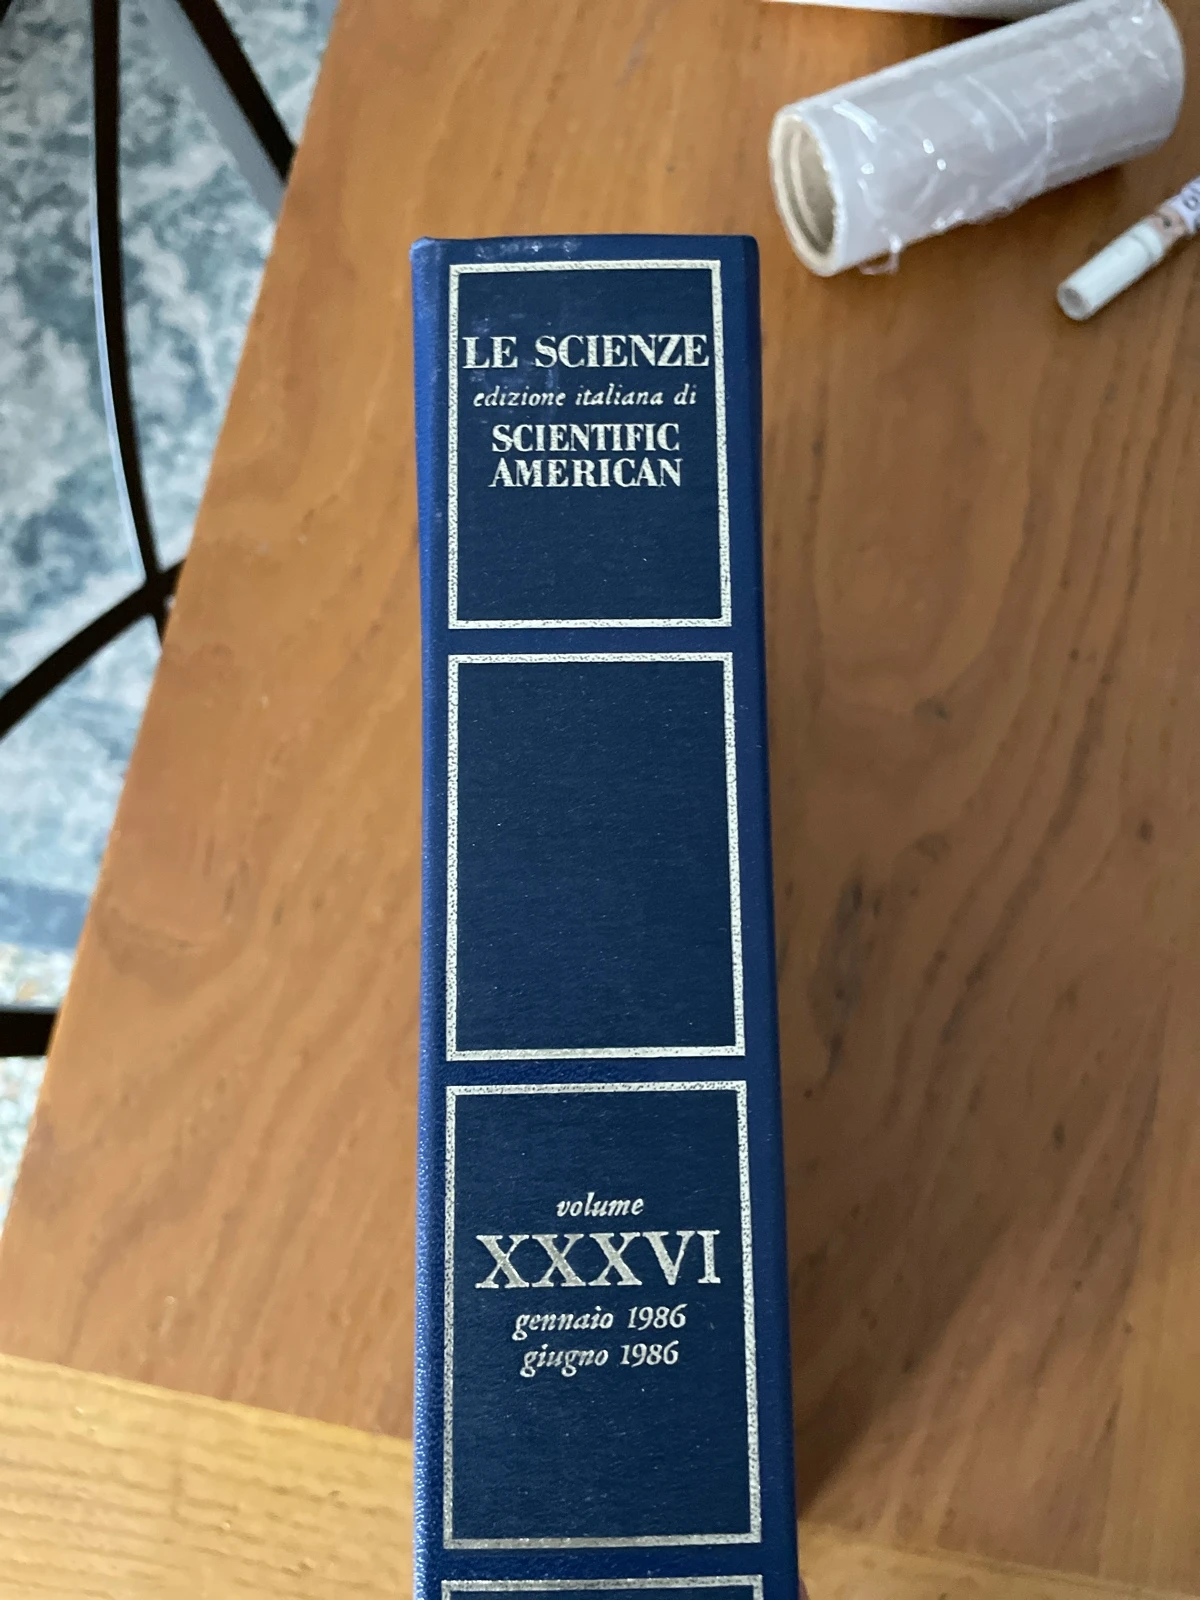 LE SCIENZE
edizione italiana di
SCIENTIFIC
AMERICAN
volume
XXXVI
gennaio 1986
giugno 1986